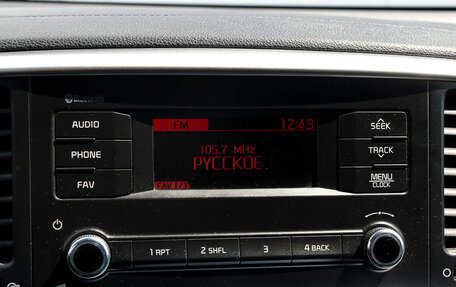 Bluetooth
AUDIO
PHONE
FAV
FM 12:43
105.7 MHz
РУССКОЕ
FAV 1/3
SEEK
TRACK
MENU
CLOCK
1 RPT
2 SHFL
3
4 BACK